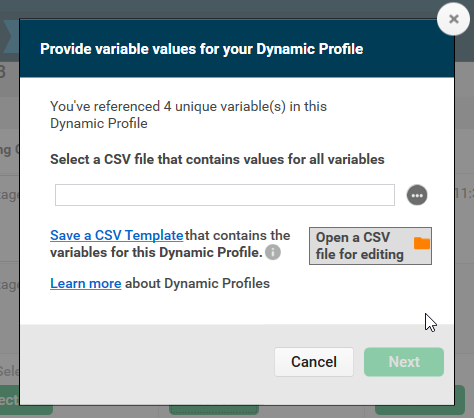 Provide variable values for your Dynamic Profile
You've referenced 4 unique variable(s) in this
Dynamic Profile
Select a CSV file that contains values for all variables
Save a CSV Template that contains the
variables for this Dynamic Profile.
Open a CSV
file for editing
Learn more about Dynamic Profiles
Cancel
Next